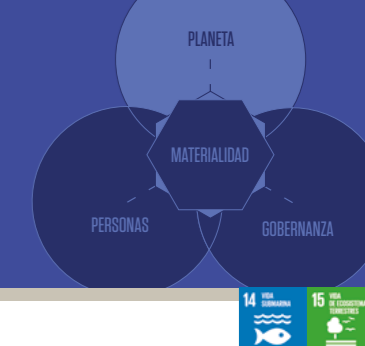 PLANETA
MATERIALIDAD
PERSONAS
GOBERNANZA
14 VIDA
SUBMARINA
15 VIDA
DE ECOSISTEMAS
TERRESTRES